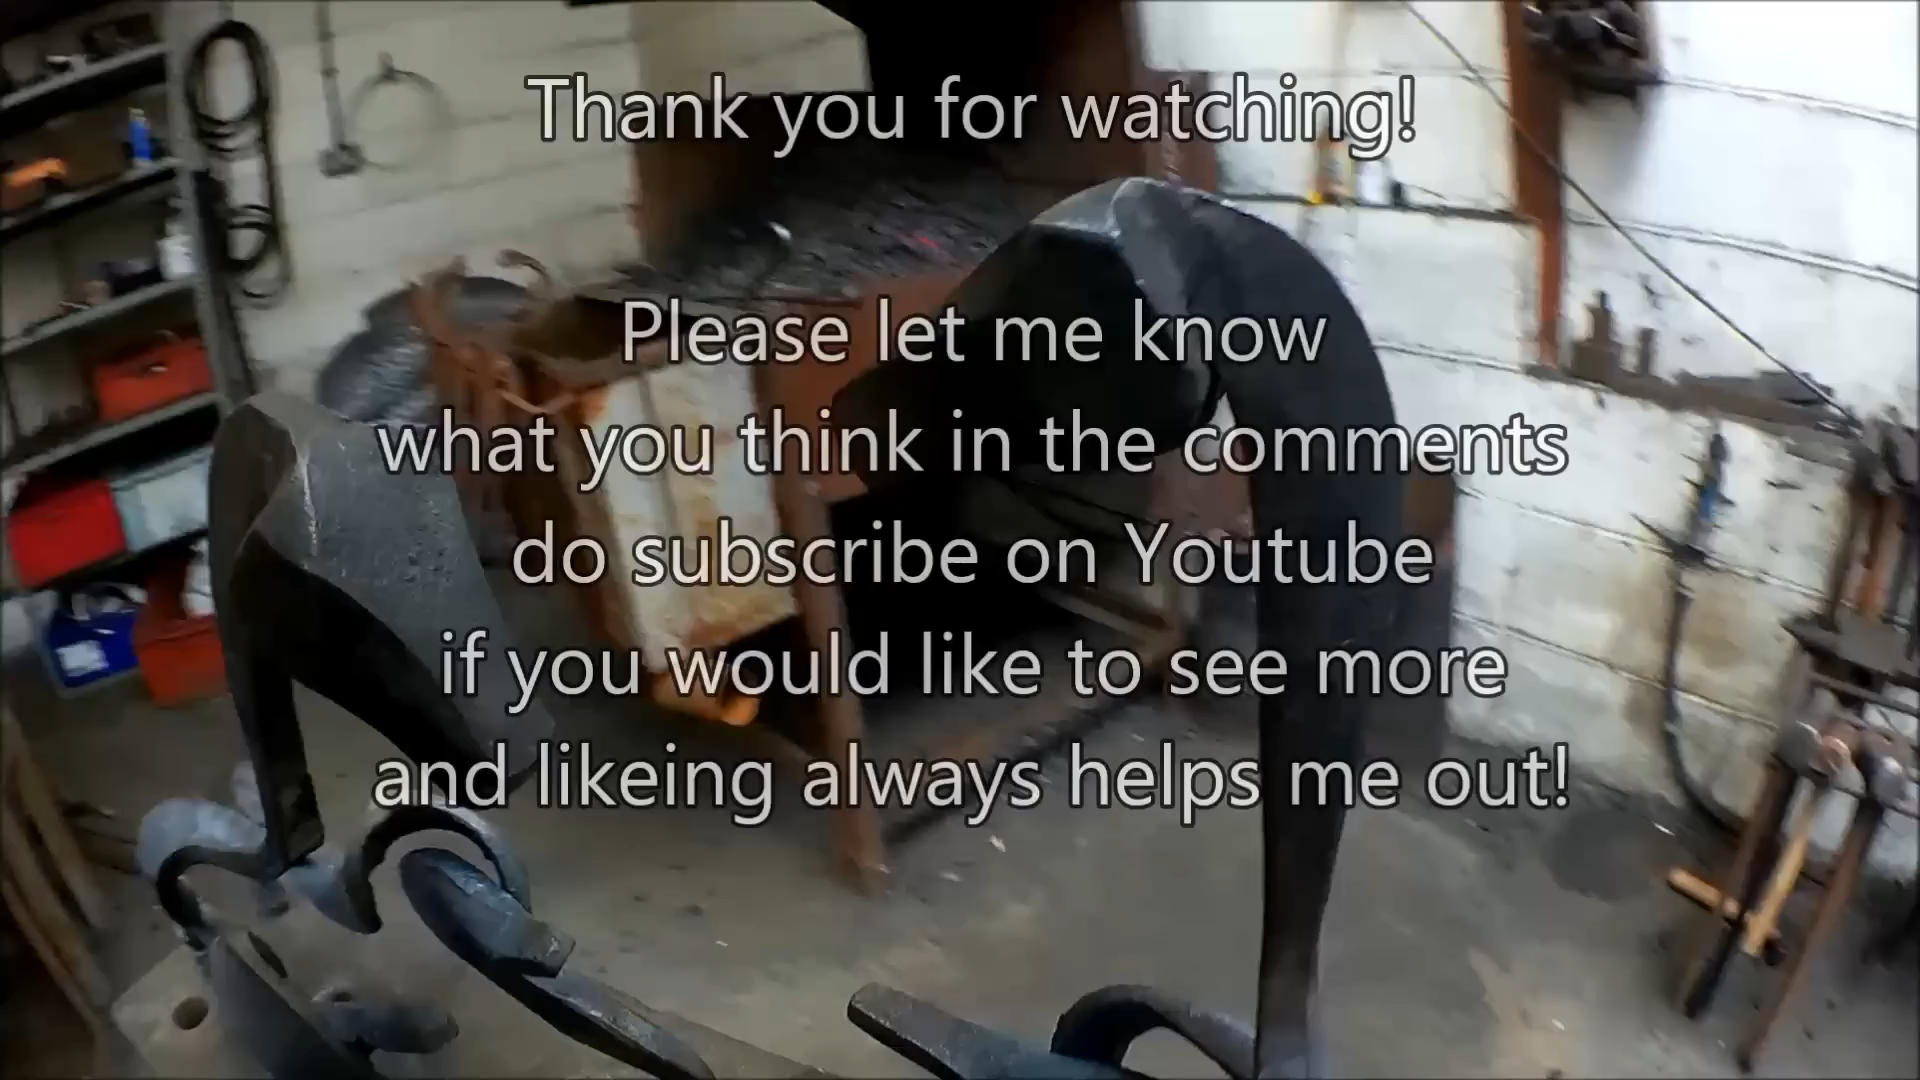 Thank you for watching!
Please let me know
what you think in the comments
do subscribe on Youtube
if you would like to see more
and likeing always helps me out!